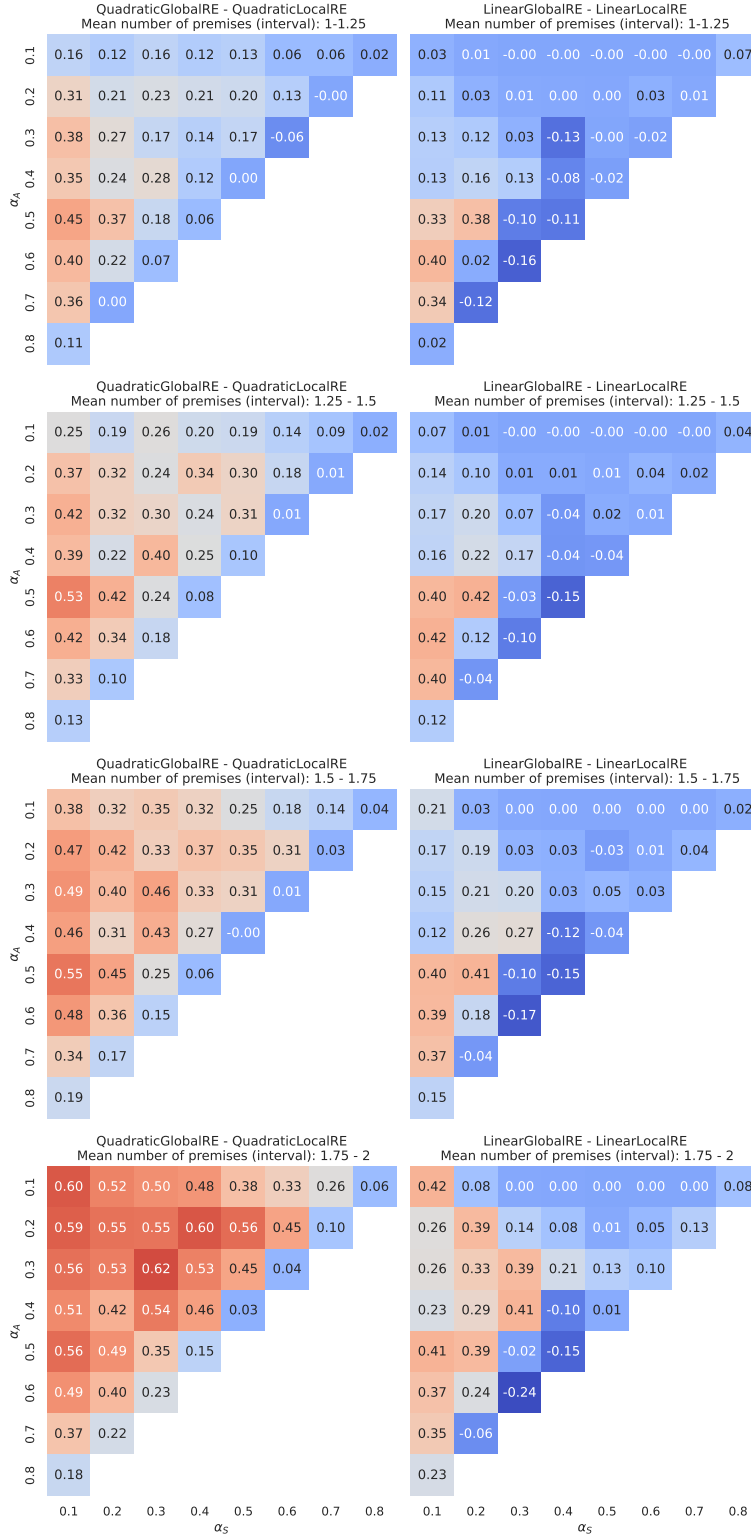 QuadraticGlobalRE - QuadraticLocalRE
Mean number of premises (interval): 1-1.25
0.1 0.16 0.12 0.16 0.12 0.13 0.06 0.06 0.02
0.2 0.31 0.21 0.23 0.21 0.20 0.13 -0.00
0.3 0.38 0.27 0.17 0.14 0.17 -0.06
0.4 0.35 0.24 0.28 0.12 0.00
α_A
0.5 0.45 0.37 0.18 0.06
0.6 0.40 0.22 0.07
0.7 0.36 0.00
0.8 0.11
LinearGlobalRE - LinearLocalRE
Mean number of premises (interval): 1-1.25
0.03 0.01 -0.00 -0.00 -0.00 -0.00 -0.00 0.07
0.11 0.03 0.01 0.00 0.00 0.03 0.01
0.13 0.12 0.03 -0.13 -0.00 -0.02
0.13 0.16 0.13 -0.08 -0.02
0.33 0.38 -0.10 -0.11
0.40 0.02 -0.16
0.34 -0.12
0.02
QuadraticGlobalRE - QuadraticLocalRE
Mean number of premises (interval): 1.25 - 1.5
0.1 0.25 0.19 0.26 0.20 0.19 0.14 0.09 0.02
0.2 0.37 0.32 0.24 0.34 0.30 0.18 0.01
0.3 0.42 0.32 0.30 0.24 0.31 0.01
0.4 0.39 0.22 0.40 0.25 0.10
α_A
0.5 0.53 0.42 0.24 0.08
0.6 0.42 0.34 0.18
0.7 0.33 0.10
0.8 0.13
LinearGlobalRE - LinearLocalRE
Mean number of premises (interval): 1.25 - 1.5
0.07 0.01 -0.00 -0.00 -0.00 -0.00 -0.00 0.04
0.14 0.10 0.01 0.01 0.01 0.04 0.02
0.17 0.20 0.07 -0.04 0.02 0.01
0.16 0.22 0.17 -0.04 -0.04
0.40 0.42 -0.03 -0.15
0.42 0.12 -0.10
0.40 -0.04
0.12
QuadraticGlobalRE - QuadraticLocalRE
Mean number of premises (interval): 1.5 - 1.75
0.1 0.38 0.32 0.35 0.32 0.25 0.18 0.14 0.04
0.2 0.47 0.42 0.33 0.37 0.35 0.31 0.03
0.3 0.49 0.40 0.46 0.33 0.31 0.01
0.4 0.46 0.31 0.43 0.27 -0.00
α_A
0.5 0.55 0.45 0.25 0.06
0.6 0.48 0.36 0.15
0.7 0.34 0.17
0.8 0.19
LinearGlobalRE - LinearLocalRE
Mean number of premises (interval): 1.5 - 1.75
0.21 0.03 0.00 0.00 0.00 0.00 0.00 0.02
0.17 0.19 0.03 0.03 -0.03 0.01 0.04
0.15 0.21 0.20 0.03 0.05 0.03
0.12 0.26 0.27 -0.12 -0.04
0.40 0.41 -0.10 -0.15
0.39 0.18 -0.17
0.37 -0.04
0.15
QuadraticGlobalRE - QuadraticLocalRE
Mean number of premises (interval): 1.75 - 2
0.1 0.60 0.52 0.50 0.48 0.38 0.33 0.26 0.06
0.2 0.59 0.55 0.55 0.60 0.56 0.45 0.10
0.3 0.56 0.53 0.62 0.53 0.45 0.04
0.4 0.51 0.42 0.54 0.46 0.03
α_A
0.5 0.56 0.49 0.35 0.15
0.6 0.49 0.40 0.23
0.7 0.37 0.22
0.8 0.18
0.1 0.2 0.3 0.4 0.5 0.6 0.7 0.8
α_S
LinearGlobalRE - LinearLocalRE
Mean number of premises (interval): 1.75 - 2
0.42 0.08 0.00 0.00 0.00 0.00 0.00 0.08
0.26 0.39 0.14 0.08 0.01 0.05 0.13
0.26 0.33 0.39 0.21 0.13 0.10
0.23 0.29 0.41 -0.10 0.01
0.41 0.39 -0.02 -0.15
0.37 0.24 -0.24
0.35 -0.06
0.23
0.1 0.2 0.3 0.4 0.5 0.6 0.7 0.8
α_S